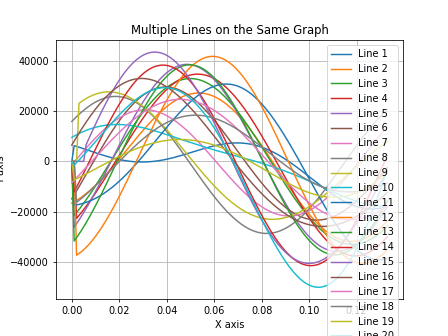 Multiple Lines on the Same Graph
40000
20000
0
−20000
−40000
0.00
0.02
0.04
0.06
0.08
0.10
X axis
Line 1
Line 2
Line 3
Line 4
Line 5
Line 6
Line 7
Line 8
Line 9
Line 10
Line 11
Line 12
Line 13
Line 14
Line 15
Line 16
Line 17
Line 18
Line 19
Line 20